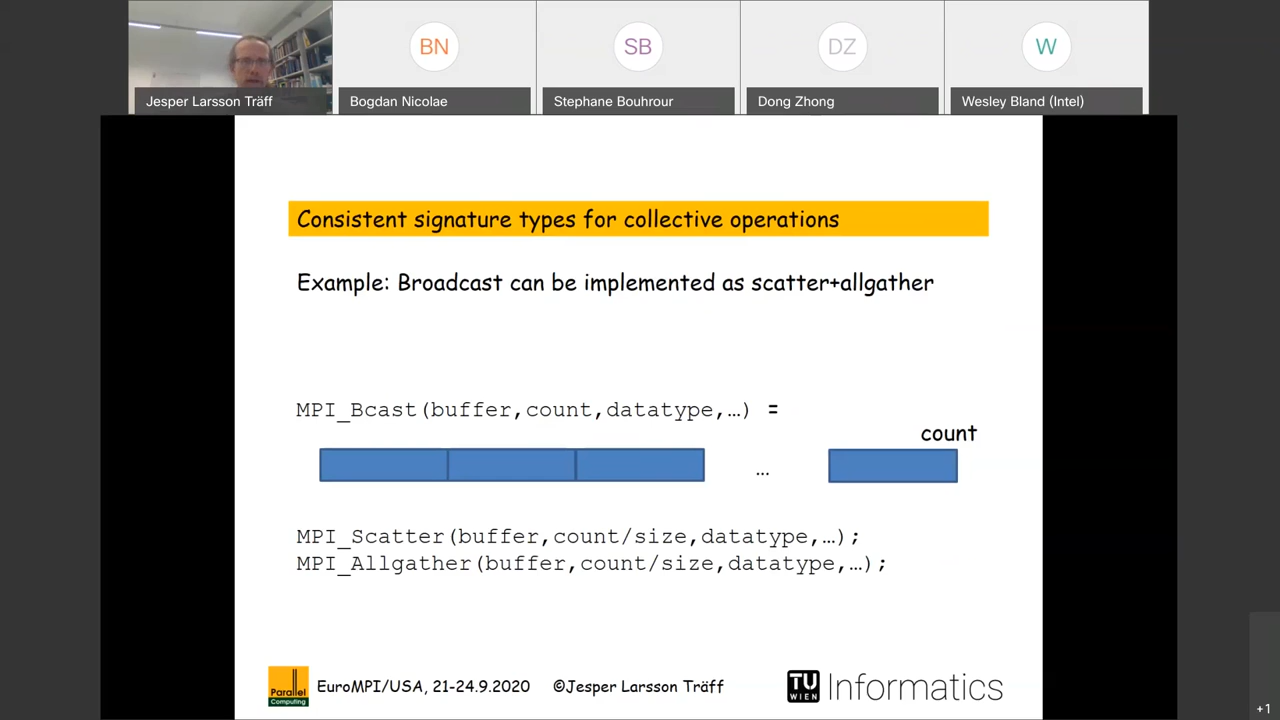 BN
SB
DZ
W
Jesper Larsson Träff
Bogdan Nicolae
Stephane Bouhrour
Dong Zhong
Wesley Bland (Intel)
Consistent signature types for collective operations
Example: Broadcast can be implemented as scatter+allgather
MPI_Bcast(buffer,count,datatype,…) =
count
…
MPI_Scatter(buffer,count/size,datatype,…);
MPI_Allgather(buffer,count/size,datatype,…);
Parallel
Computing
EuroMPI/USA, 21-24.9.2020 ©Jesper Larsson Träff
TU
WIEN
Informatics
+1